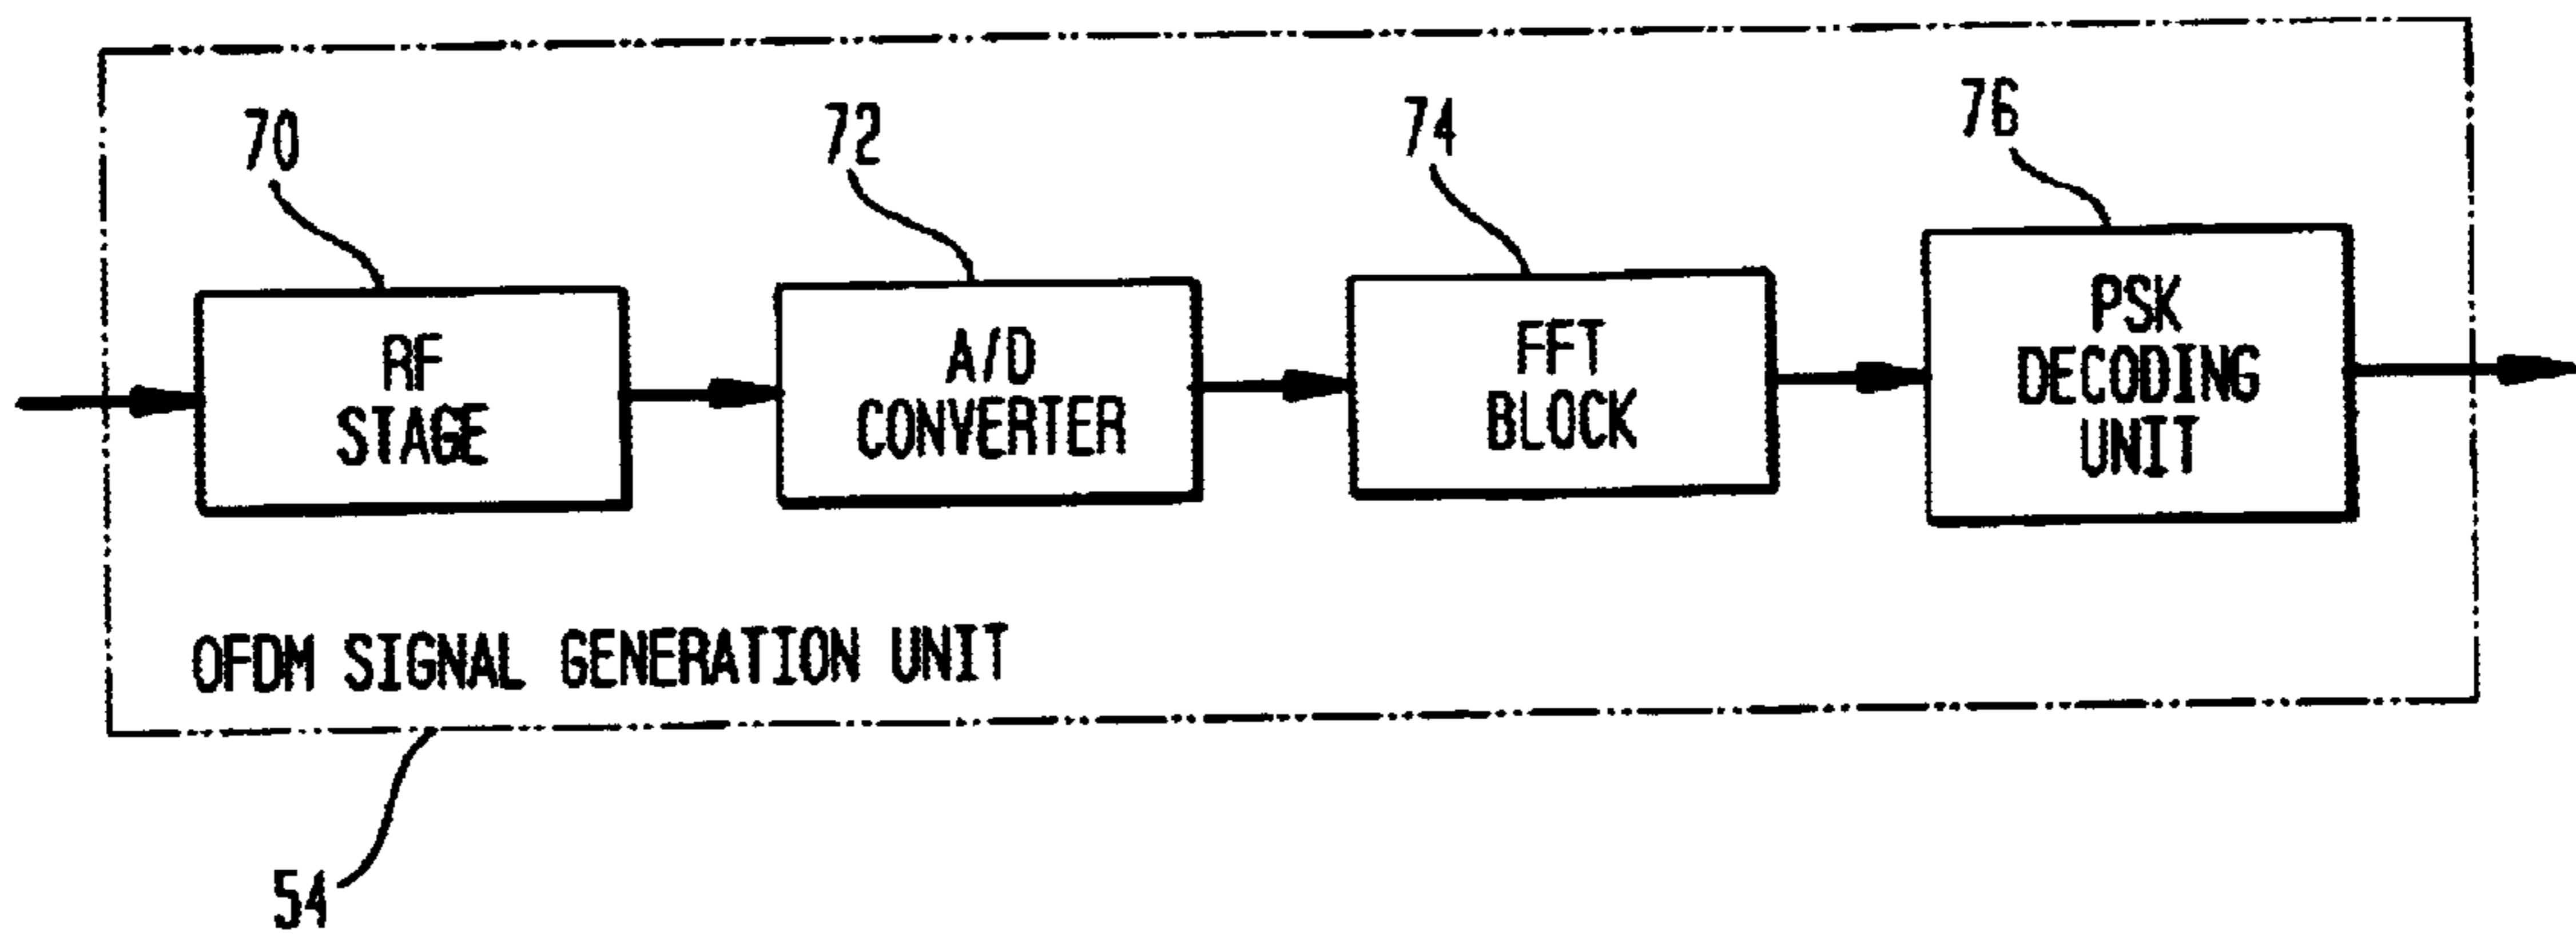 70
72
74
76
RF
STAGE
A/D
CONVERTER
FFT
BLOCK
PSK
DECODING
UNIT
OFDM SIGNAL GENERATION UNIT
54